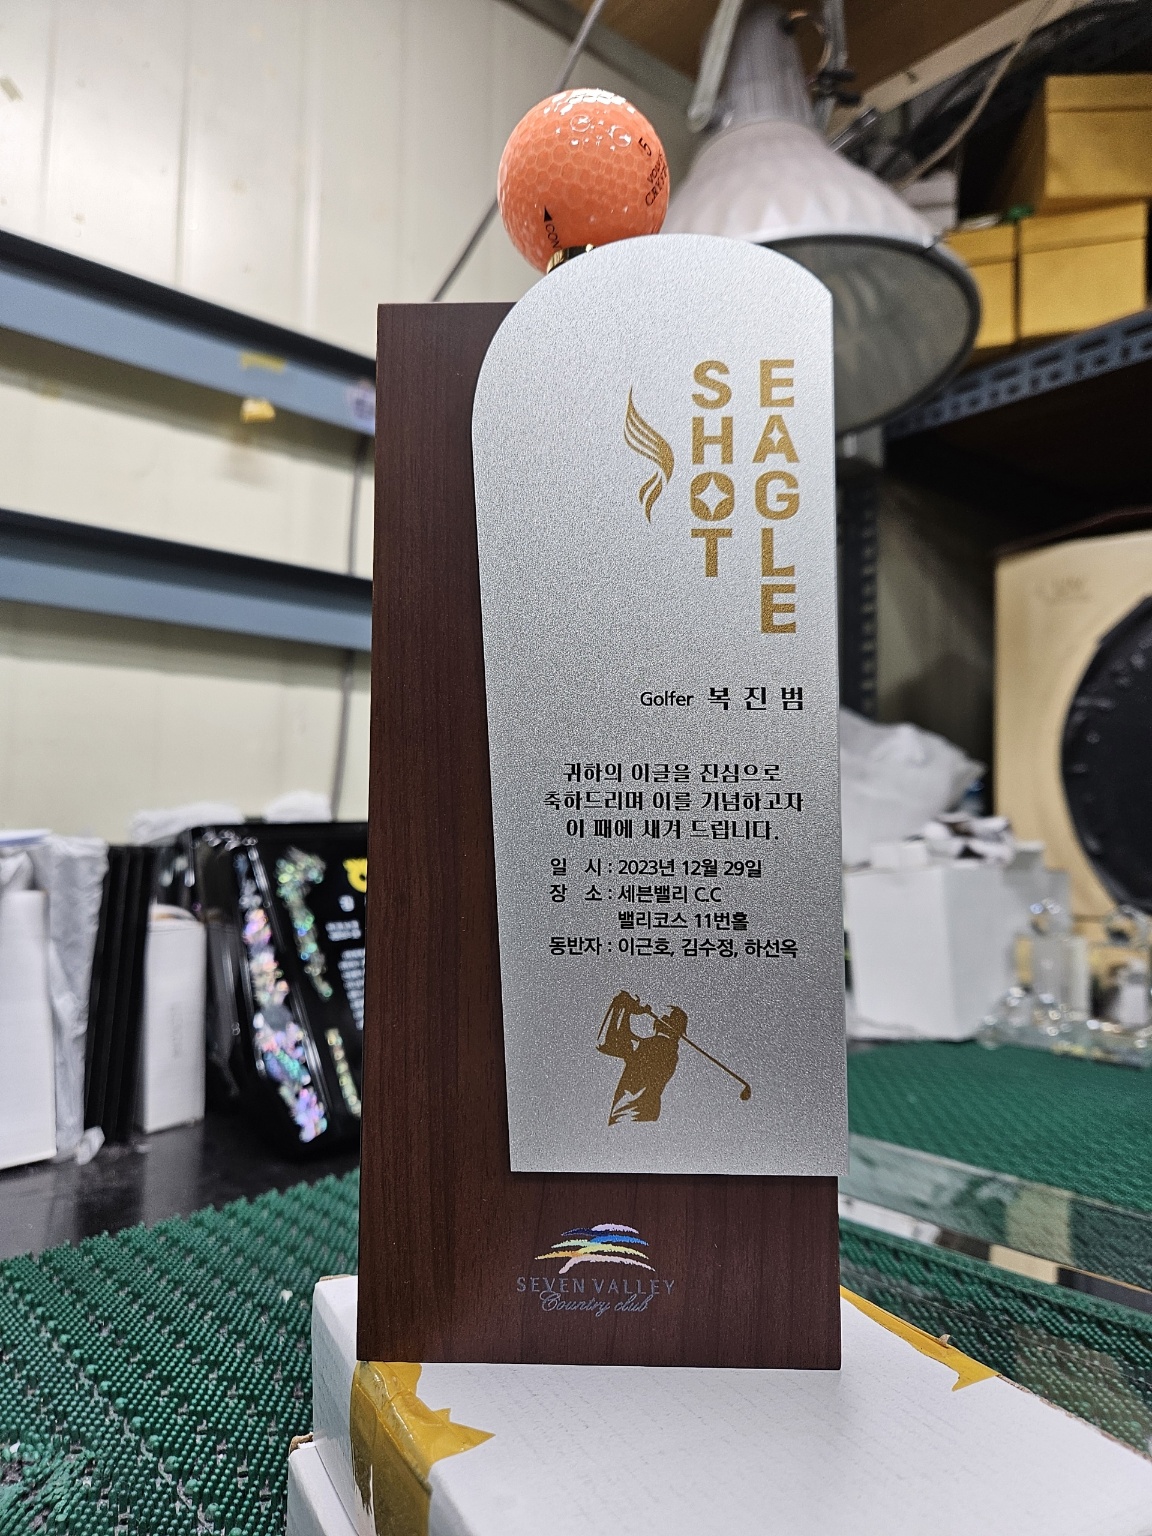 5
CON
SHOT
EAGLE
Golfer 복 진 범
귀하의 이글을 진심으로
축하드리며 이를 기념하고자
이 패에 새겨 드립니다.
일 시 : 2023년 12월 29일
장 소 : 세븐밸리 C.C
밸리코스 11번홀
동반자 : 이근호, 김수정, 하선옥
SEVEN VALLEY
Country club